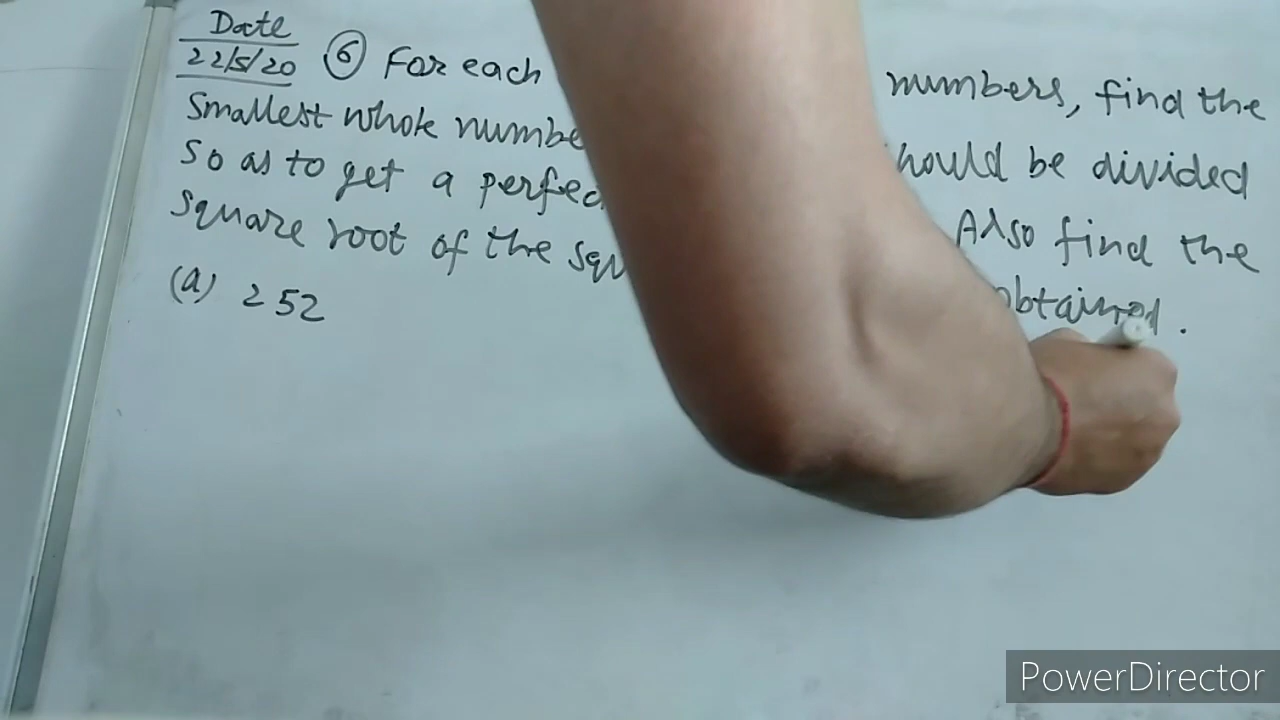 Date
22/5/20 ⑥ For each numbers, find the
smallest whole numbe hould be divided
so as to get a perfec Also find the
square root of the squ obtained.
(a) 252
PowerDirector